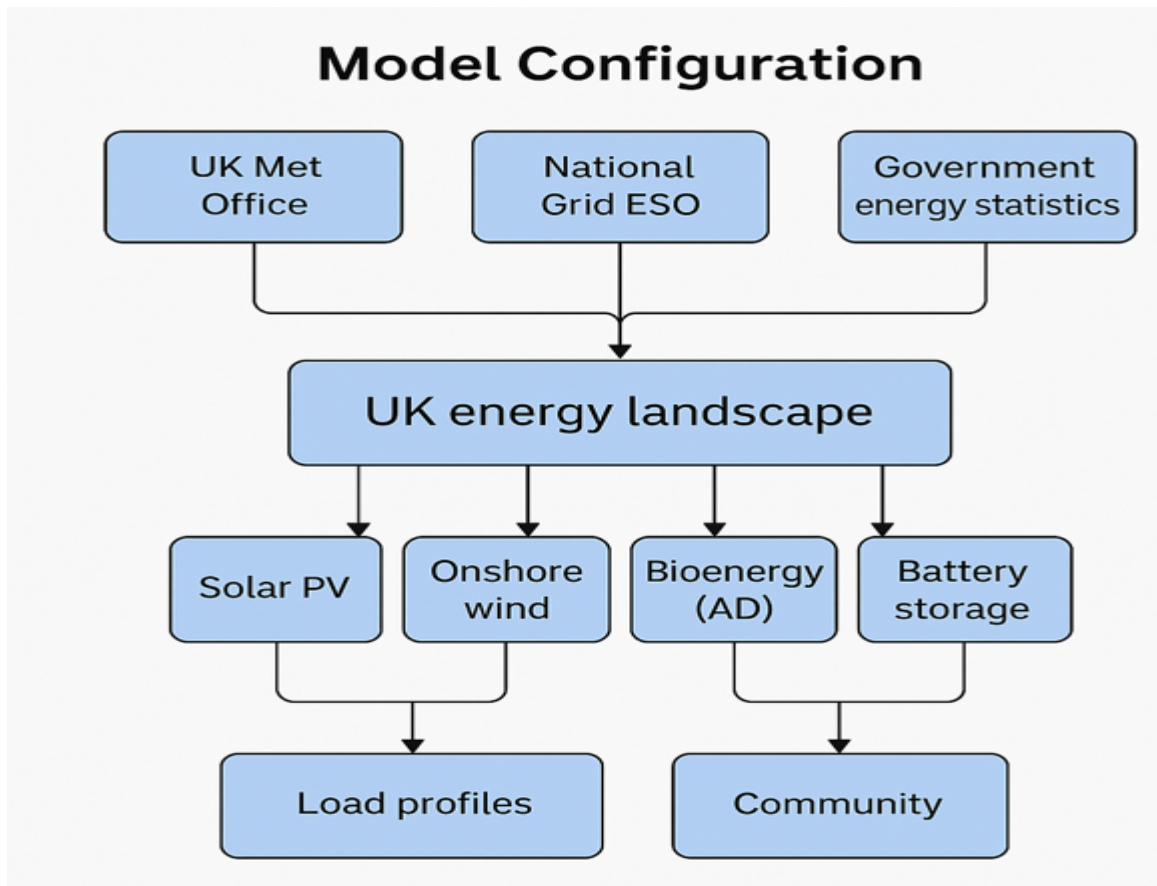 Model Configuration
UK Met
Office
National
Grid ESO
Government
energy statistics
UK energy landscape
Solar PV
Onshore
wind
Bioenergy
(AD)
Battery
storage
Load profiles
Community